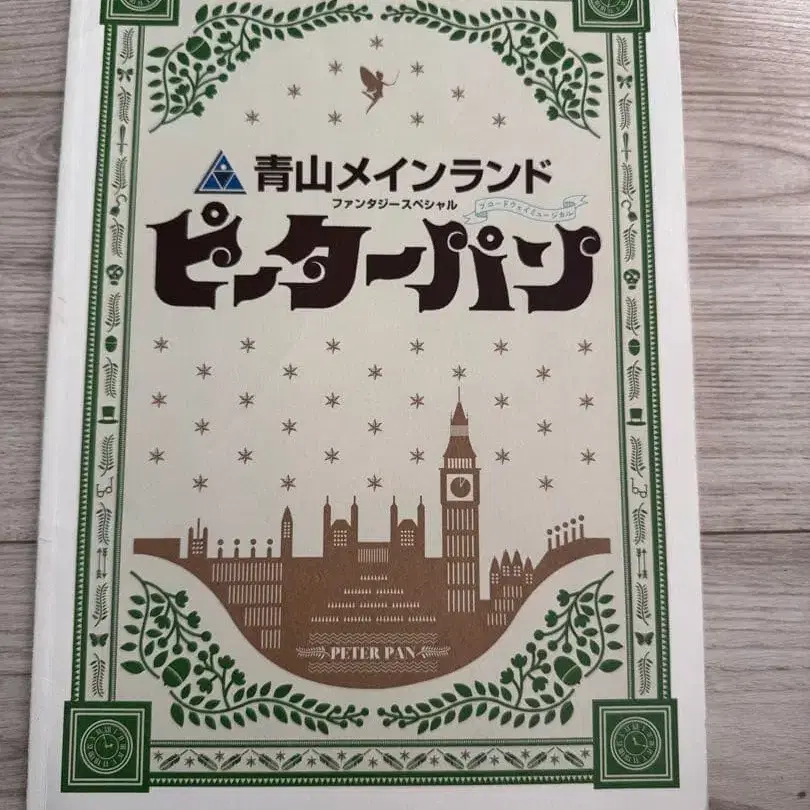 青山メインランド
ファンタジースペシャル
ブロードウェイミュージカル
ピーターパン
PETER PAN